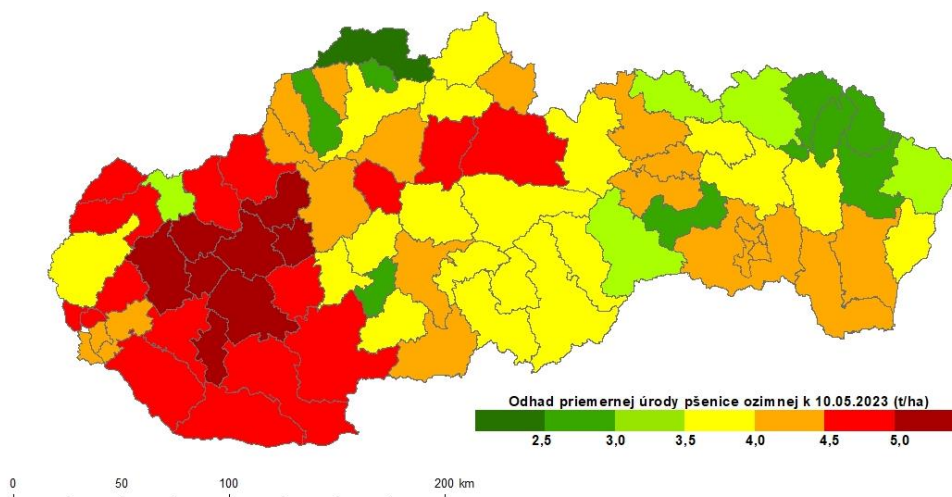 Odhad priemernej úrody pšenice ozimnej k 10.05.2023 (t/ha)
2,5 3,0 3,5 4,0 4,5 5,0
0 50 100 200 km